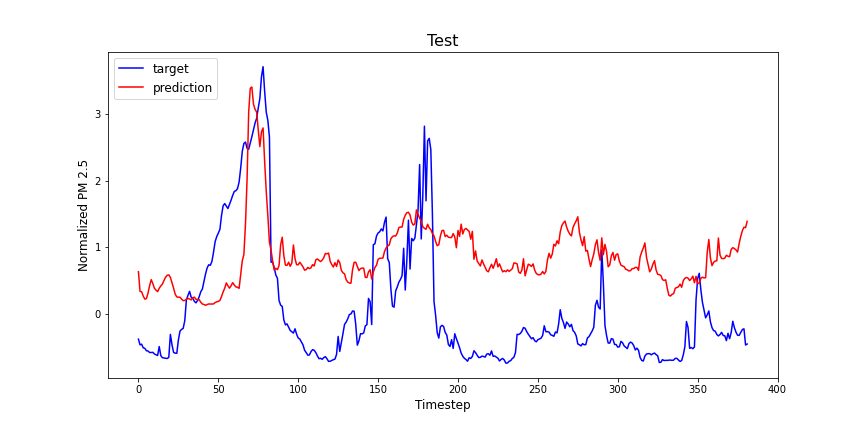 Test
target
prediction
Normalized PM 2.5
3
2
1
0
0 50 100 150 200 250 300 350 400
Timestep